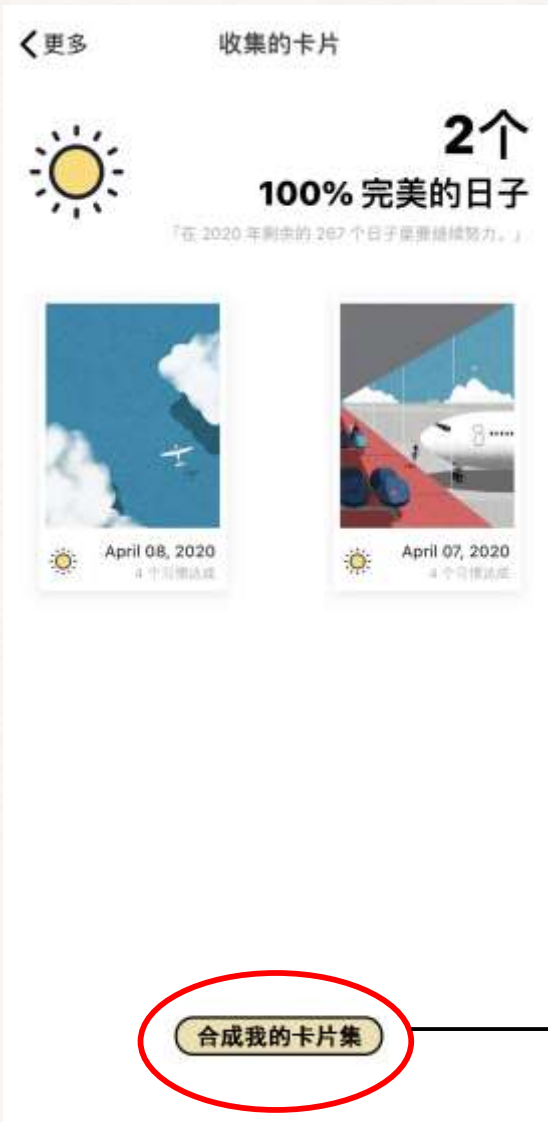 更多
收集的卡片
2个
100% 完美的日子
「在 2020 年剩余的 267 个日子里要继续努力。」
April 08, 2020
4 个习惯达成
April 07, 2020
4 个习惯达成
合成我的卡片集